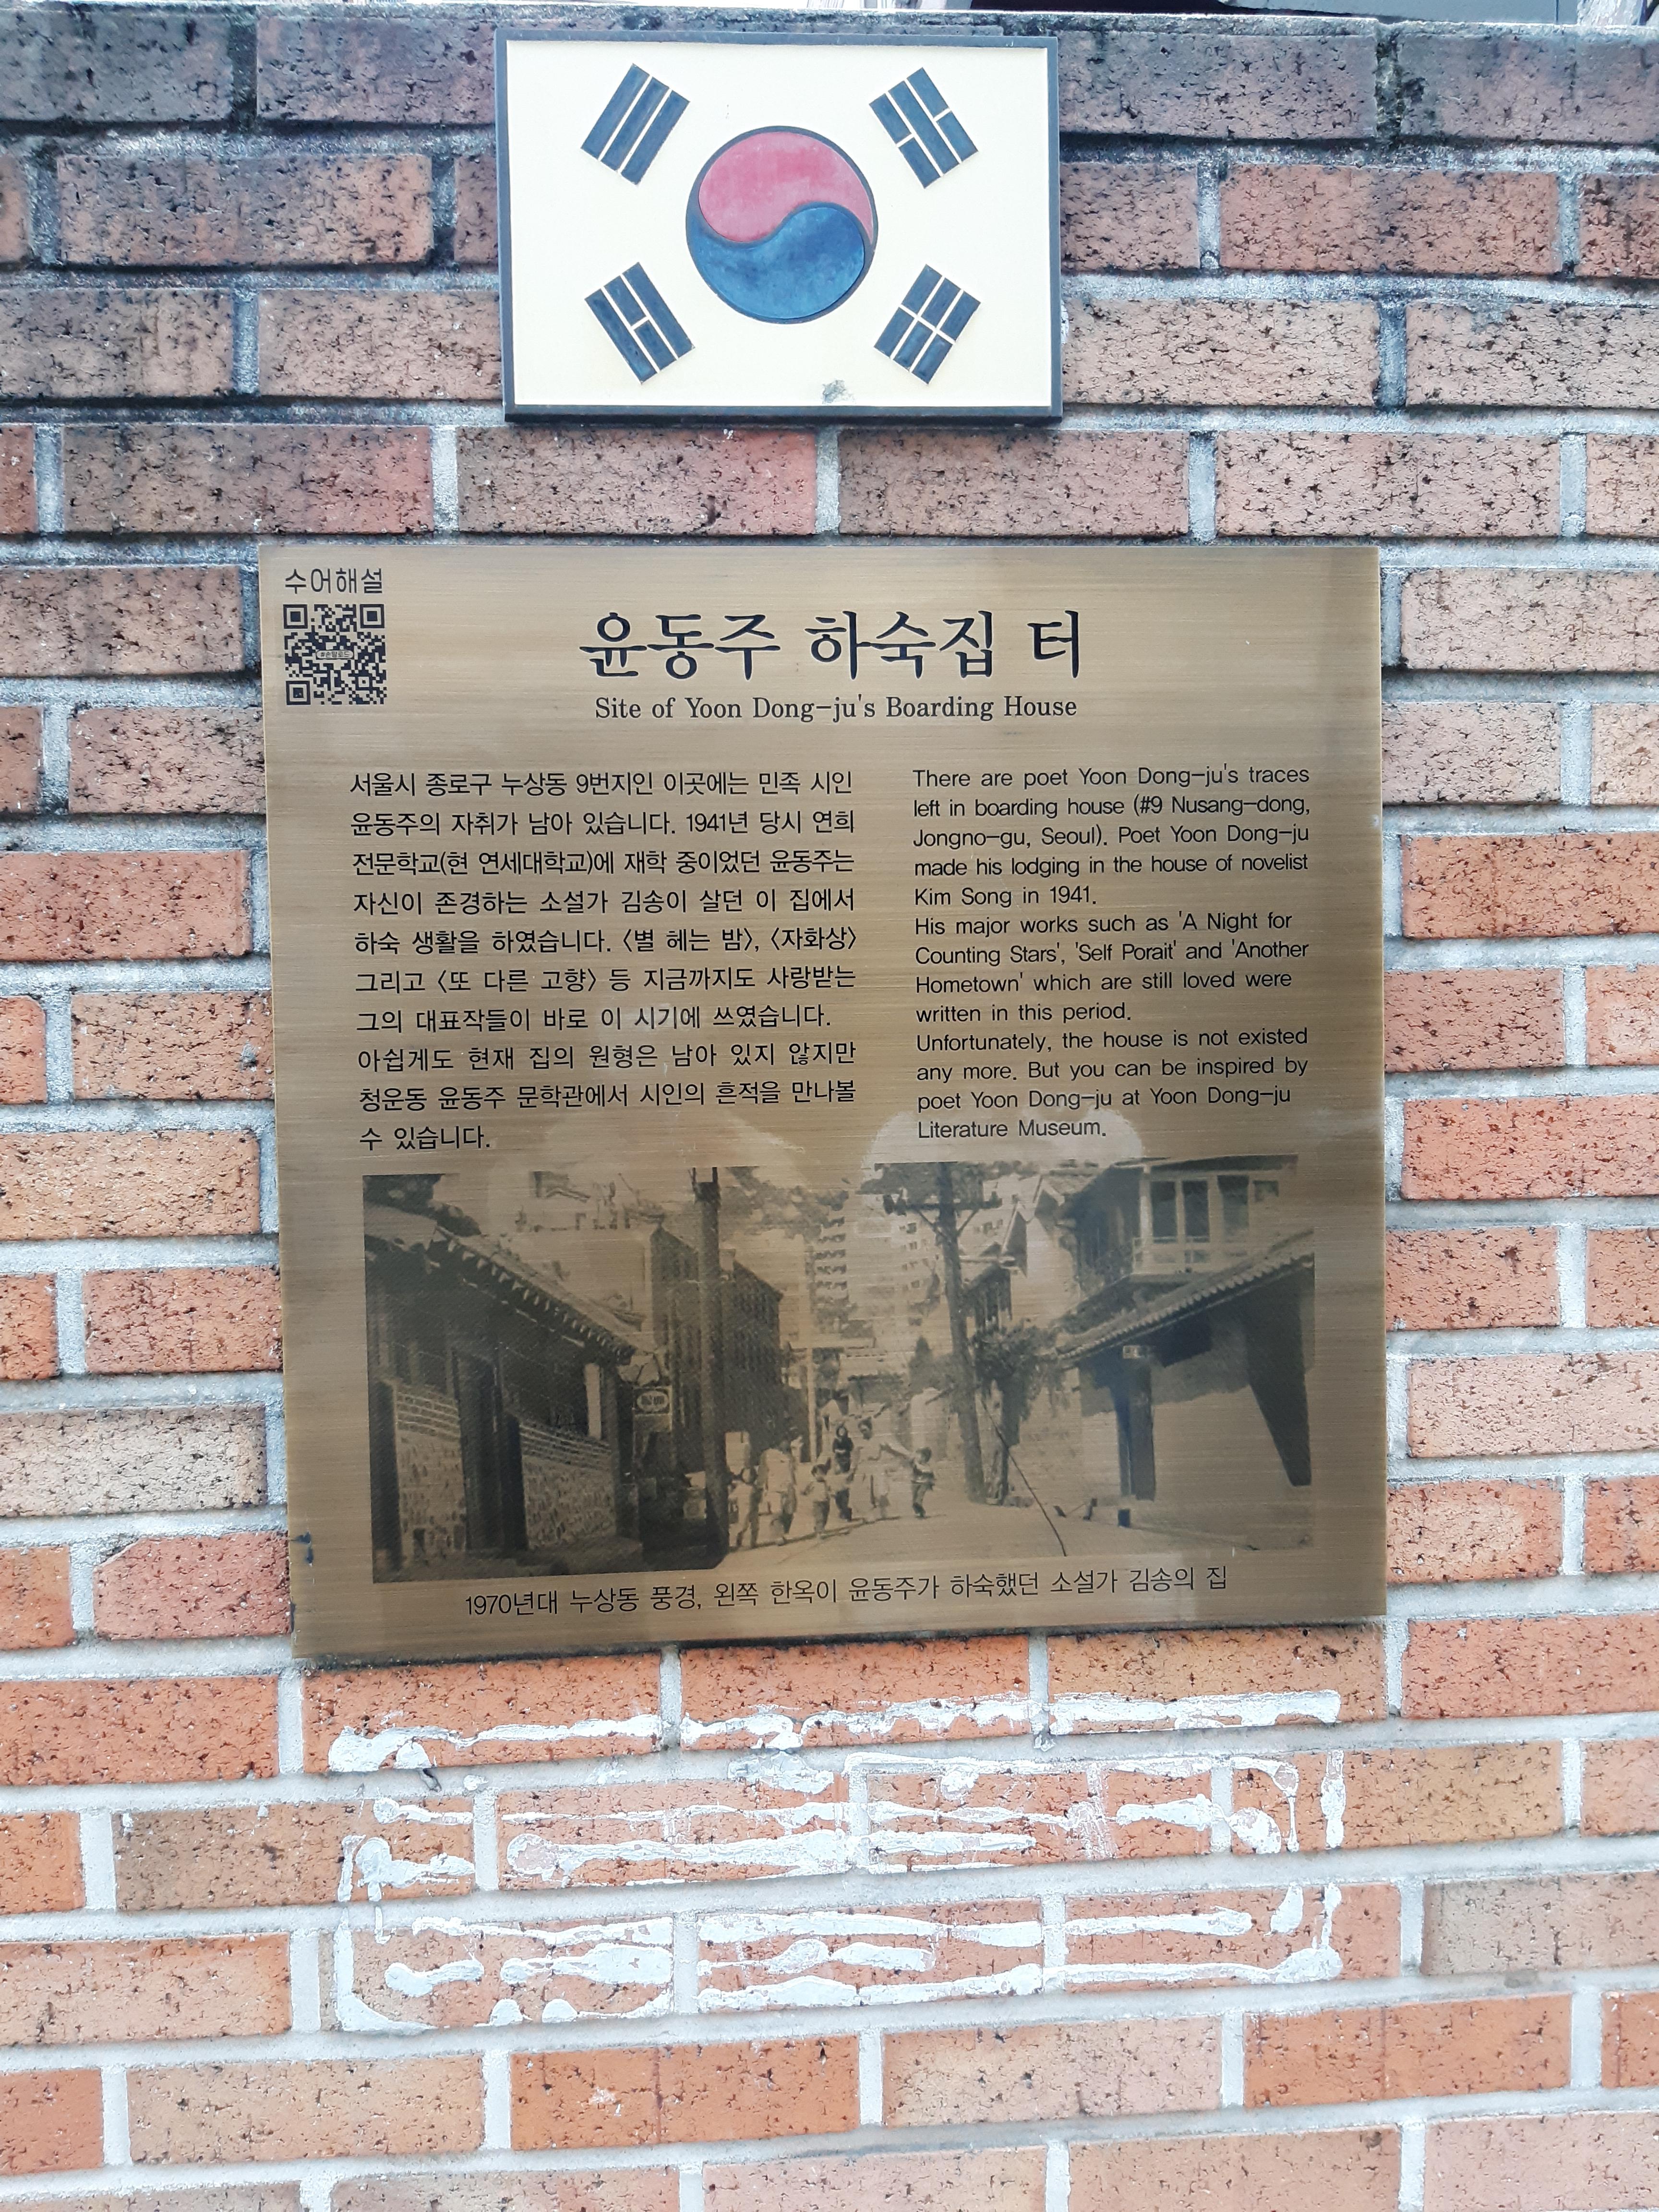 수어해설
윤동주 하숙집 터
Site of Yoon Dong-ju's Boarding House
서울시 종로구 누상동 9번지인 이곳에는 민족 시인
윤동주의 자취가 남아 있습니다. 1941년 당시 연희
전문학교(현 연세대학교)에 재학 중이었던 윤동주는
자신이 존경하는 소설가 김송이 살던 이 집에서
하숙 생활을 하였습니다. 〈별 헤는 밤〉, 〈자화상〉
그리고 〈또 다른 고향〉 등 지금까지도 사랑받는
그의 대표작들이 바로 이 시기에 쓰였습니다.
아쉽게도 현재 집의 원형은 남아 있지 않지만
청운동 윤동주 문학관에서 시인의 흔적을 만나볼
수 있습니다.
There are poet Yoon Dong-ju's traces
left in boarding house (#9 Nusang-dong,
Jongno-gu, Seoul). Poet Yoon Dong-ju
made his lodging in the house of novelist
Kim Song in 1941.
His major works such as 'A Night for
Counting Stars', 'Self Porait' and 'Another
Hometown' which are still loved were
written in this period.
Unfortunately, the house is not existed
any more. But you can be inspired by
poet Yoon Dong-ju at Yoon Dong-ju
Literature Museum.
1970년대 누상동 풍경, 왼쪽 한옥이 윤동주가 하숙했던 소설가 김송의 집